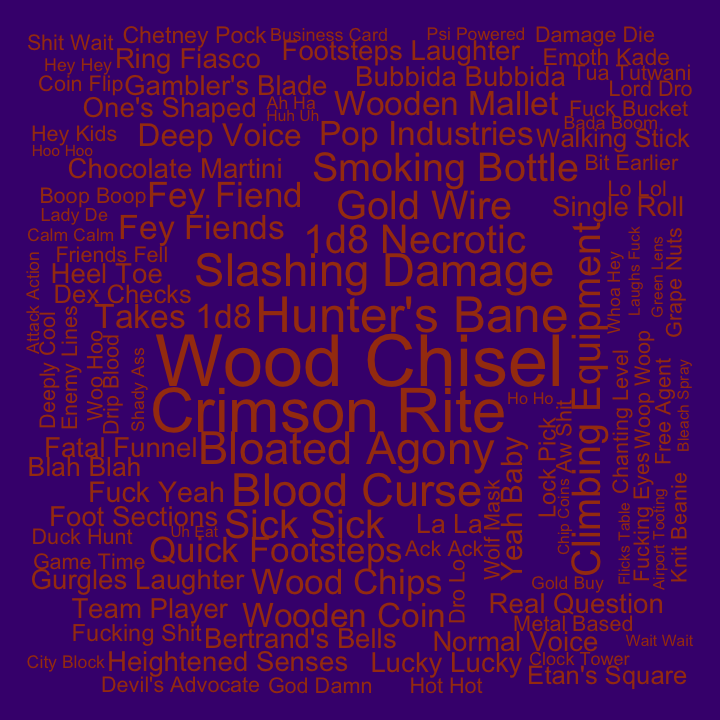 Shit Wait
Chetney Pock
Business Card
Psi Powered
Damage Die
Hey Hey
Ring Fiasco
Footsteps Laughter
Emoth Kade
Coin Flip
Gambler's Blade
Bubbida Bubbida
Tua Tutwani
Lord Dro
One's Shaped
Ah Ha
Huh Uh
Wooden Mallet
Fuck Bucket
Bada Boom
Hey Kids
Deep Voice
Pop Industries
Walking Stick
Hoo Hoo
Chocolate Martini
Smoking Bottle
Bit Earlier
Boop Boop
Fey Fiend
Gold Wire
Lo Lol
Single Roll
Lady De
Calm Calm
Fey Fiends
1d8 Necrotic
Friends Fell
Heel Toe
Slashing Damage
Dex Checks
Takes 1d8
Hunter's Bane
Climbing Equipment
Whoa Hey
Laughs Fuck
Green Lens
Grape Nuts
Attack Action
Deeply Cool
Enemy Lines
Woo Hoo
Drip Blood
Shady Ass
Wood Chisel
Crimson Rite
Ho Ho
Chanting Level
Woop Woop
Free Agent
Bleach Spray
Fatal Funnel
Bloated Agony
Lock Pick
Aw Shit
Blah Blah
Fuck Yeah
Blood Curse
Wolf Mask
Yeah Baby
Chip Coins
Flicks Table
Fucking Eyes
Airport Tooting
Knit Beanie
Foot Sections
Sick Sick
La La
Duck Hunt
Uh Eat
Quick Footsteps
Ack Ack
Game Time
Gurgles Laughter
Wood Chips
Dro Lo
Gold Buy
Team Player
Wooden Coin
Real Question
Metal Based
Fucking Shit
Bertrand's Bells
Normal Voice
Wait Wait
City Block
Heightened Senses
Lucky Lucky
Clock Tower
Etan's Square
Devil's Advocate
God Damn
Hot Hot